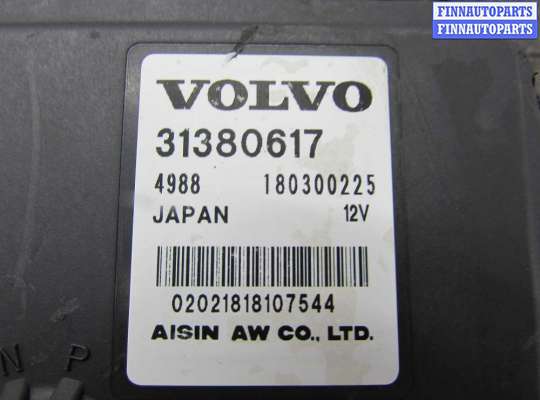 FINNAUTOPARTS
FINNAUTOPARTS
VOLVO
31380617
4988 180300225
JAPAN 12V
02021818107544
AISIN AW CO., LTD.
N P